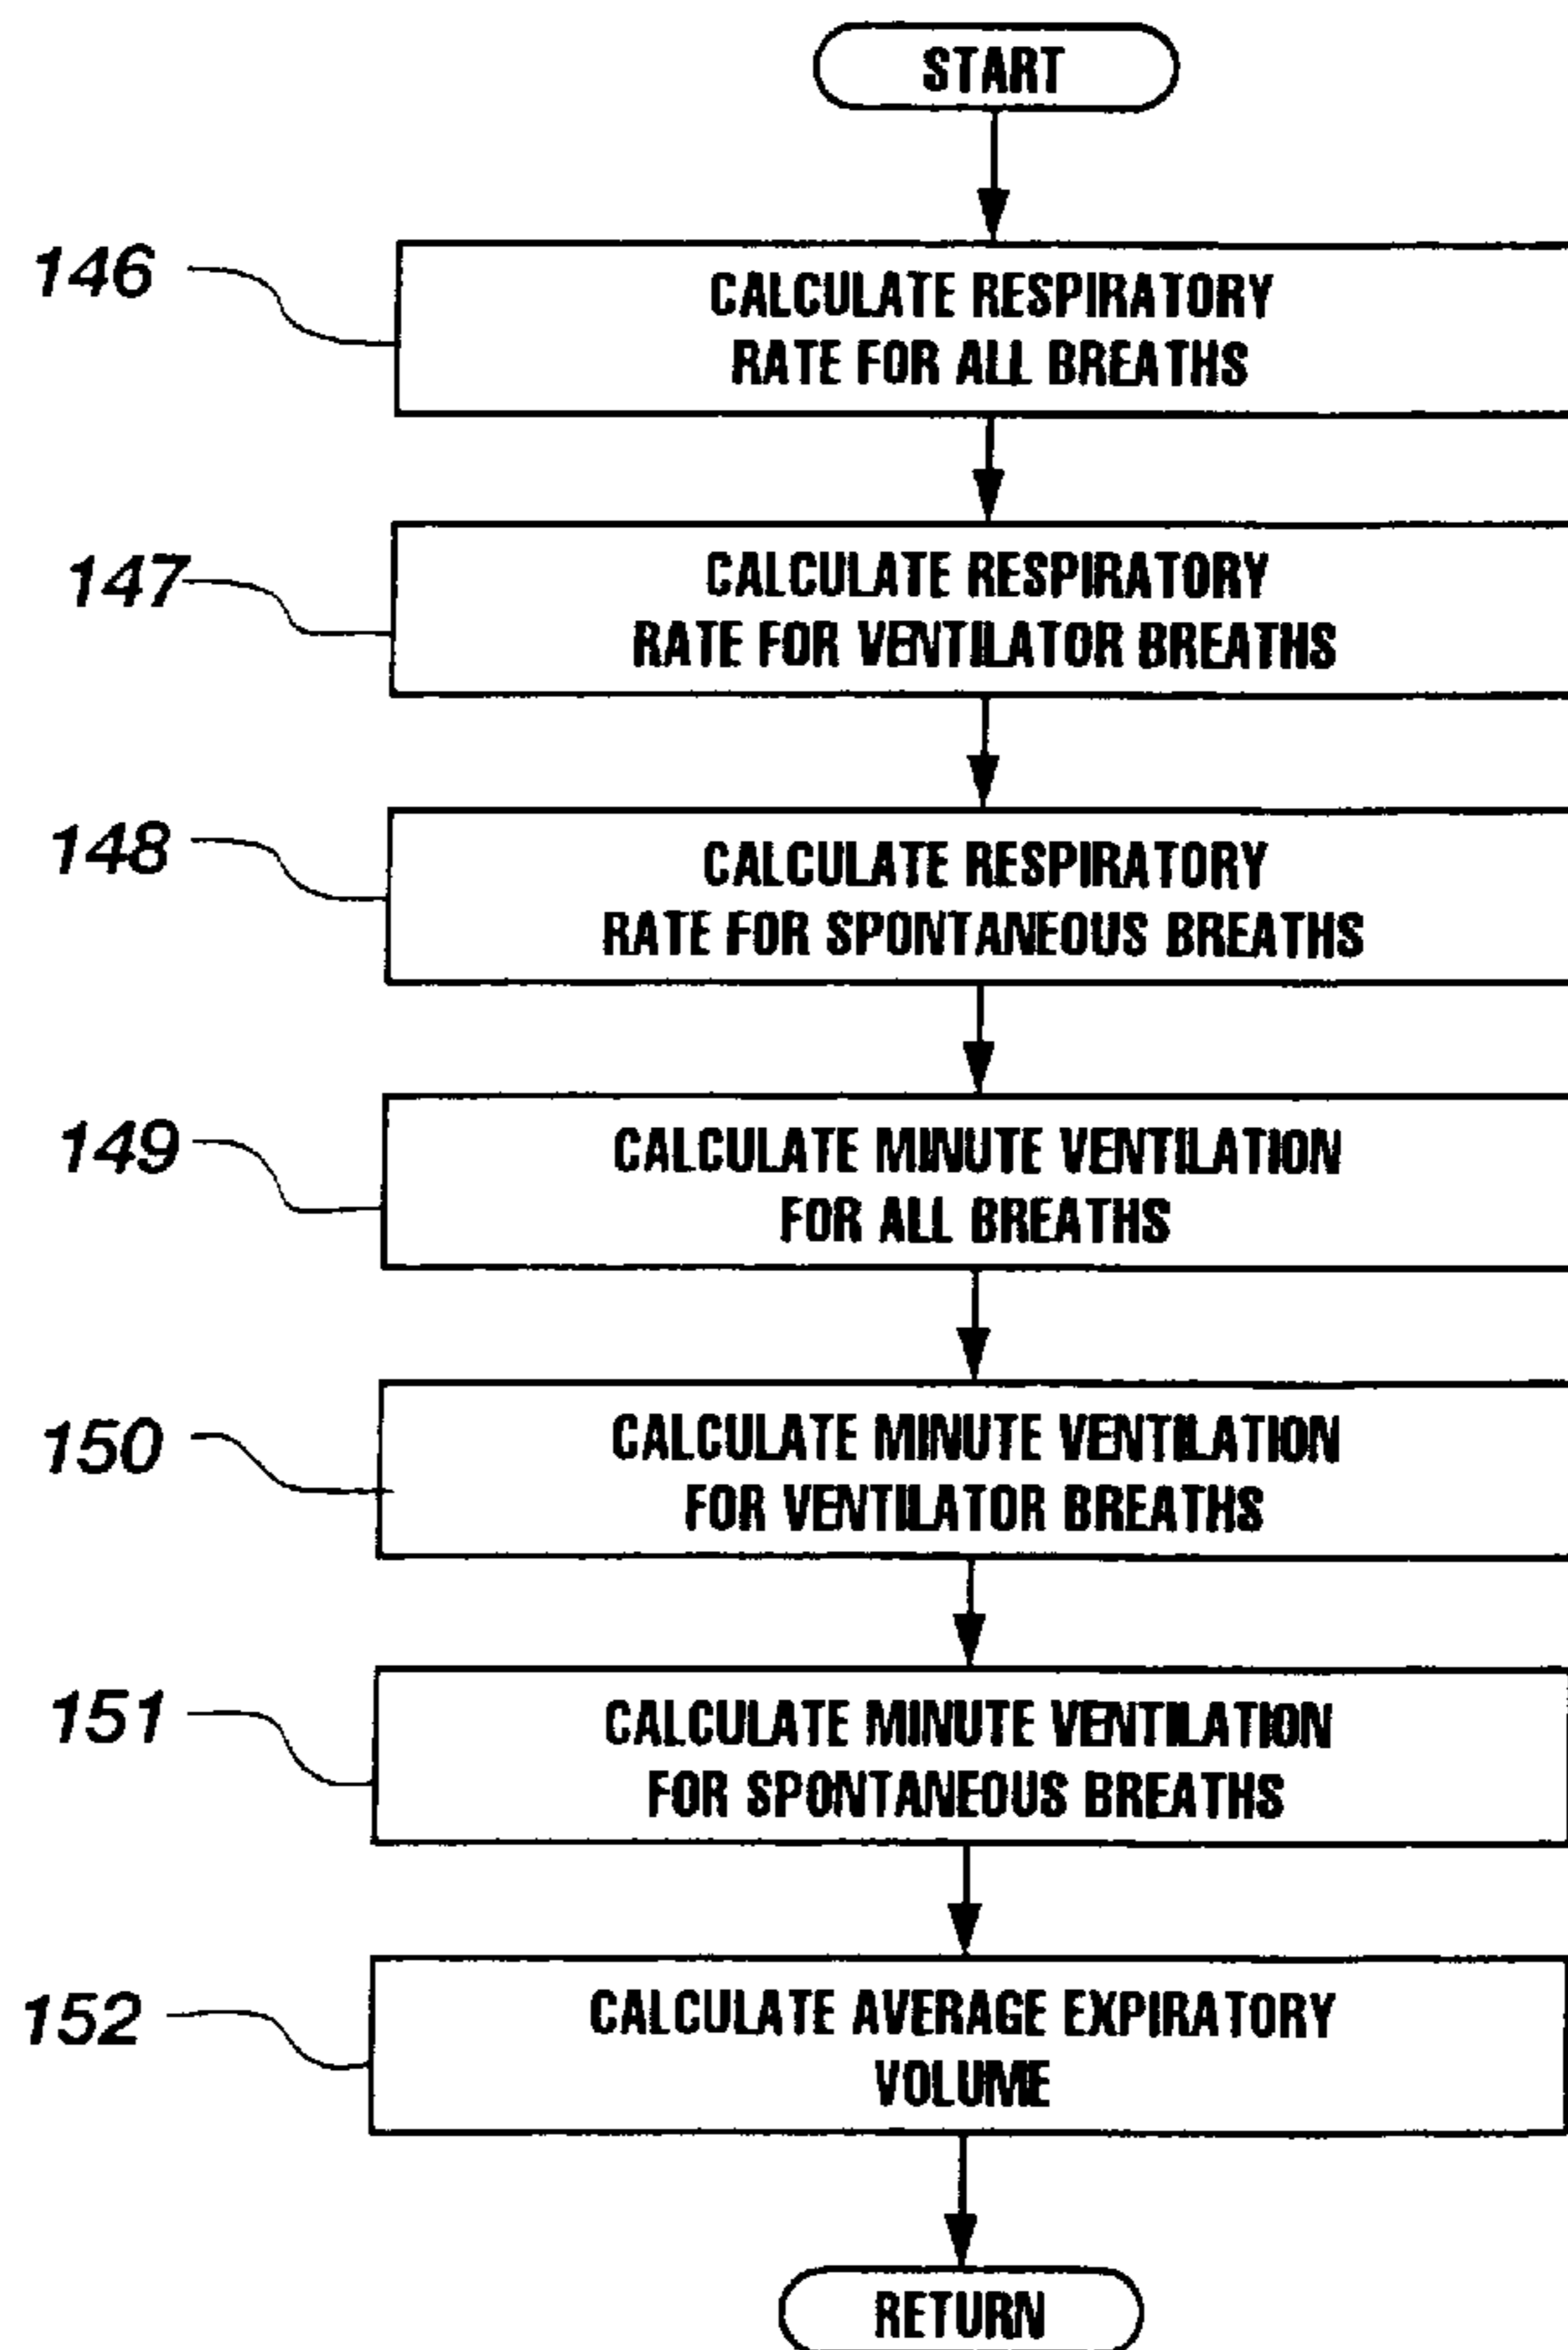 START
146
CALCULATE RESPIRATORY
RATE FOR ALL BREATHS
147
CALCULATE RESPIRATORY
RATE FOR VENTILATOR BREATHS
148
CALCULATE RESPIRATORY
RATE FOR SPONTANEOUS BREATHS
149
CALCULATE MINUTE VENTILATION
FOR ALL BREATHS
150
CALCULATE MINUTE VENTILATION
FOR VENTILATOR BREATHS
151
CALCULATE MINUTE VENTILATION
FOR SPONTANEOUS BREATHS
152
CALCULATE AVERAGE EXPIRATORY
VOLUME
RETURN